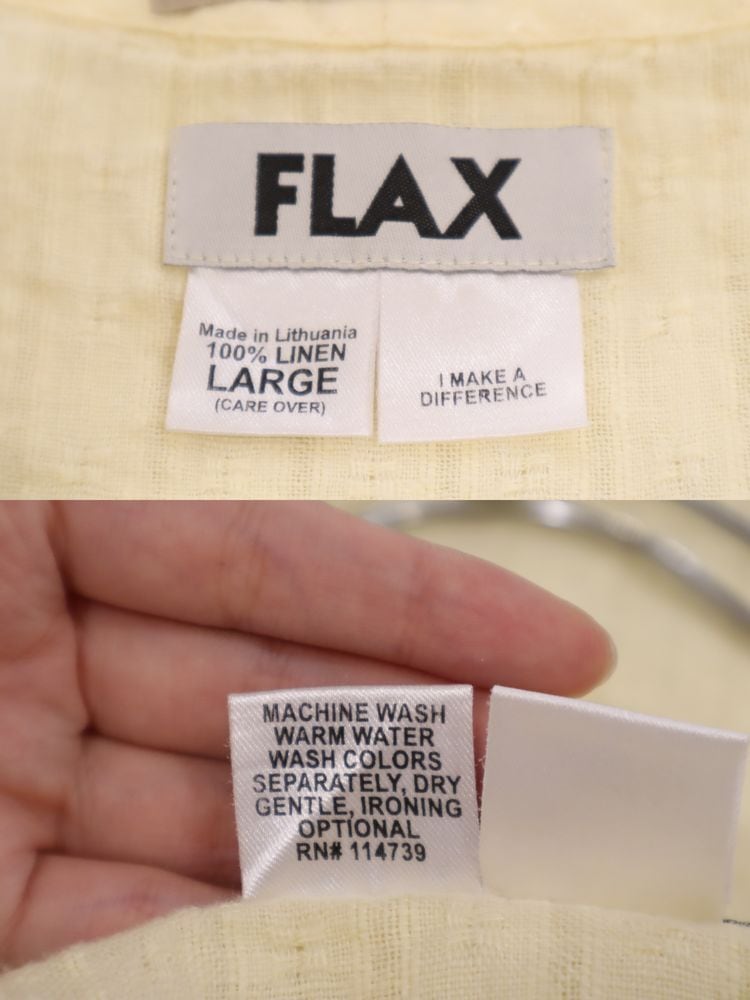 FLAX
Made in Lithuania
100% LINEN
LARGE
(CARE OVER)
I MAKE A
DIFFERENCE
MACHINE WASH
WARM WATER
WASH COLORS
SEPARATELY, DRY
GENTLE, IRONING
OPTIONAL
RN# 114739